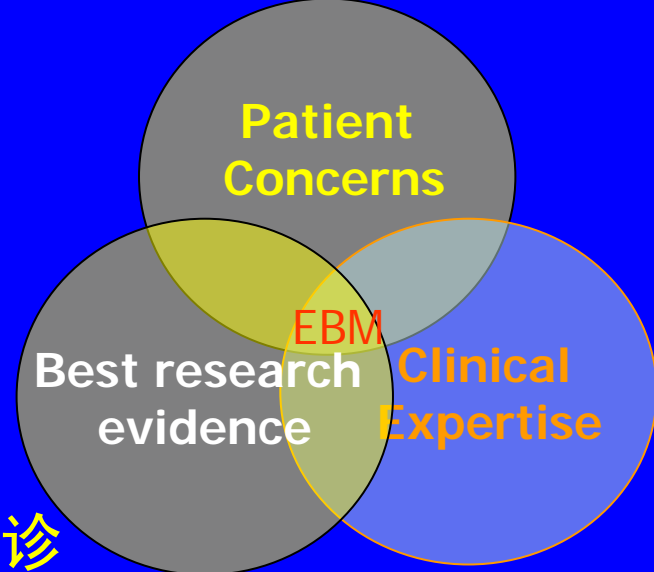 Patient
Concerns
EBM
Best research
evidence
Clinical
Expertise
诊